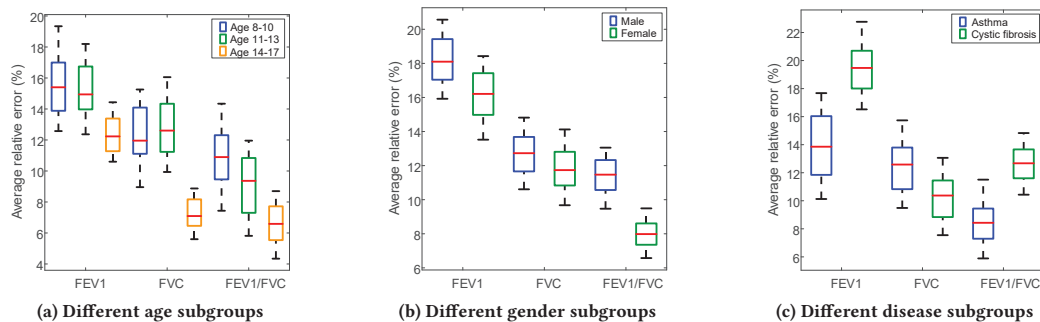 Average relative error (%)
20
18
16
14
12
10
8
6
4
Age 8-10
Age 11-13
Age 14-17
FEV1
FVC
FEV1/FVC
(a) Different age subgroups
Average relative error (%)
20
18
16
14
12
10
8
6
Male
Female
FEV1
FVC
FEV1/FVC
(b) Different gender subgroups
Average relative error (%)
22
20
18
16
14
12
10
8
6
Asthma
Cystic fibrosis
FEV1
FVC
FEV1/FVC
(c) Different disease subgroups